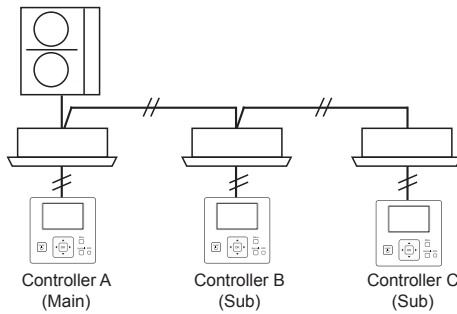 Controller A
(Main)
Controller B
(Sub)
Controller C
(Sub)